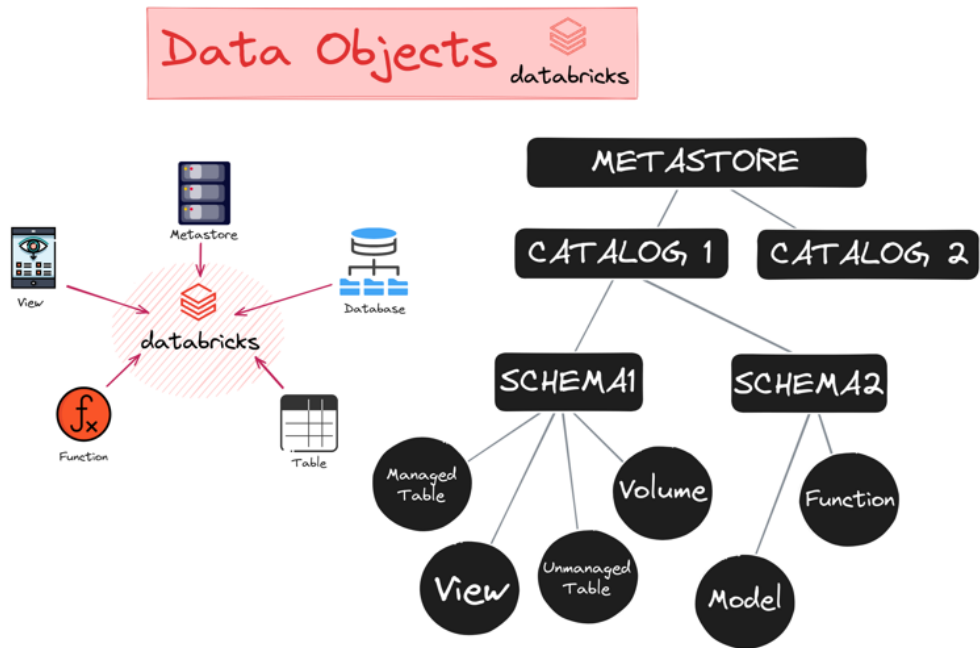 Data Objects
databricks
Metastore
View
Database
databricks
fx
Function
Table
METASTORE
CATALOG 1
CATALOG 2
SCHEMA1
SCHEMA2
Managed
Table
Volume
Function
View
Unmanaged
Table
Model